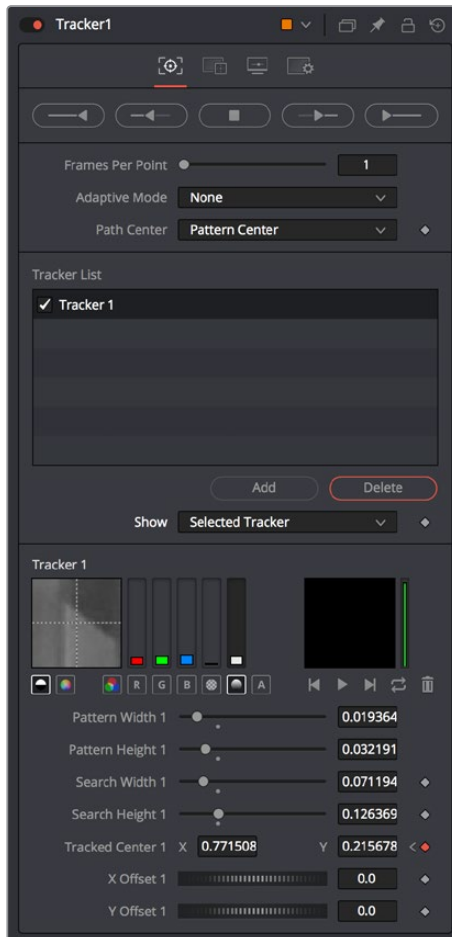 Tracker1
Frames Per Point 1
Adaptive Mode None
Path Center Pattern Center
Tracker List
Tracker 1
Add Delete
Show Selected Tracker
Tracker 1
R G B A
Pattern Width 1 0.019364
Pattern Height 1 0.032191
Search Width 1 0.071194
Search Height 1 0.126369
Tracked Center 1 X 0.771508 Y 0.215678
X Offset 1 0.0
Y Offset 1 0.0